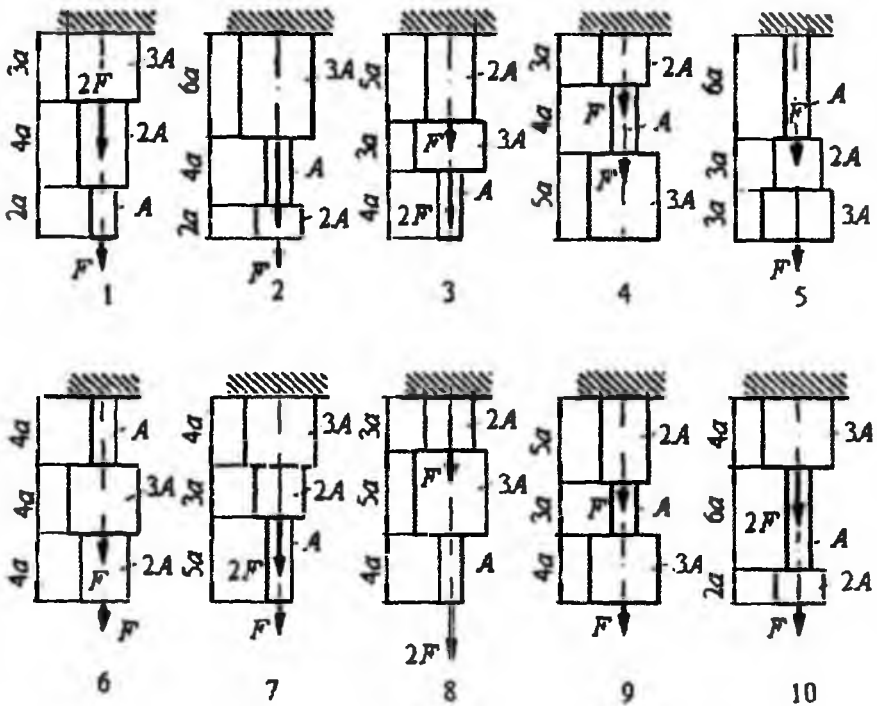 3a 2F 3A
4a 2A
2a A
F
1
6a 3A
4a A
2a 2A
F
2
5a 2A
3a F 3A
4a 2F A
3
3a 2A
4a F A
5a F 3A
4
6a F A
3a 2A
3a 3A
F
5
4a A
4a 3A
4a F 2A
F
6
4a 3A
3a 2A
5a 2F A
F
7
3a 2A
5a F 3A
4a A
2F
8
5a 2A
3a F A
4a 3A
F
9
4a 3A
6a 2F A
2a 2A
F
10